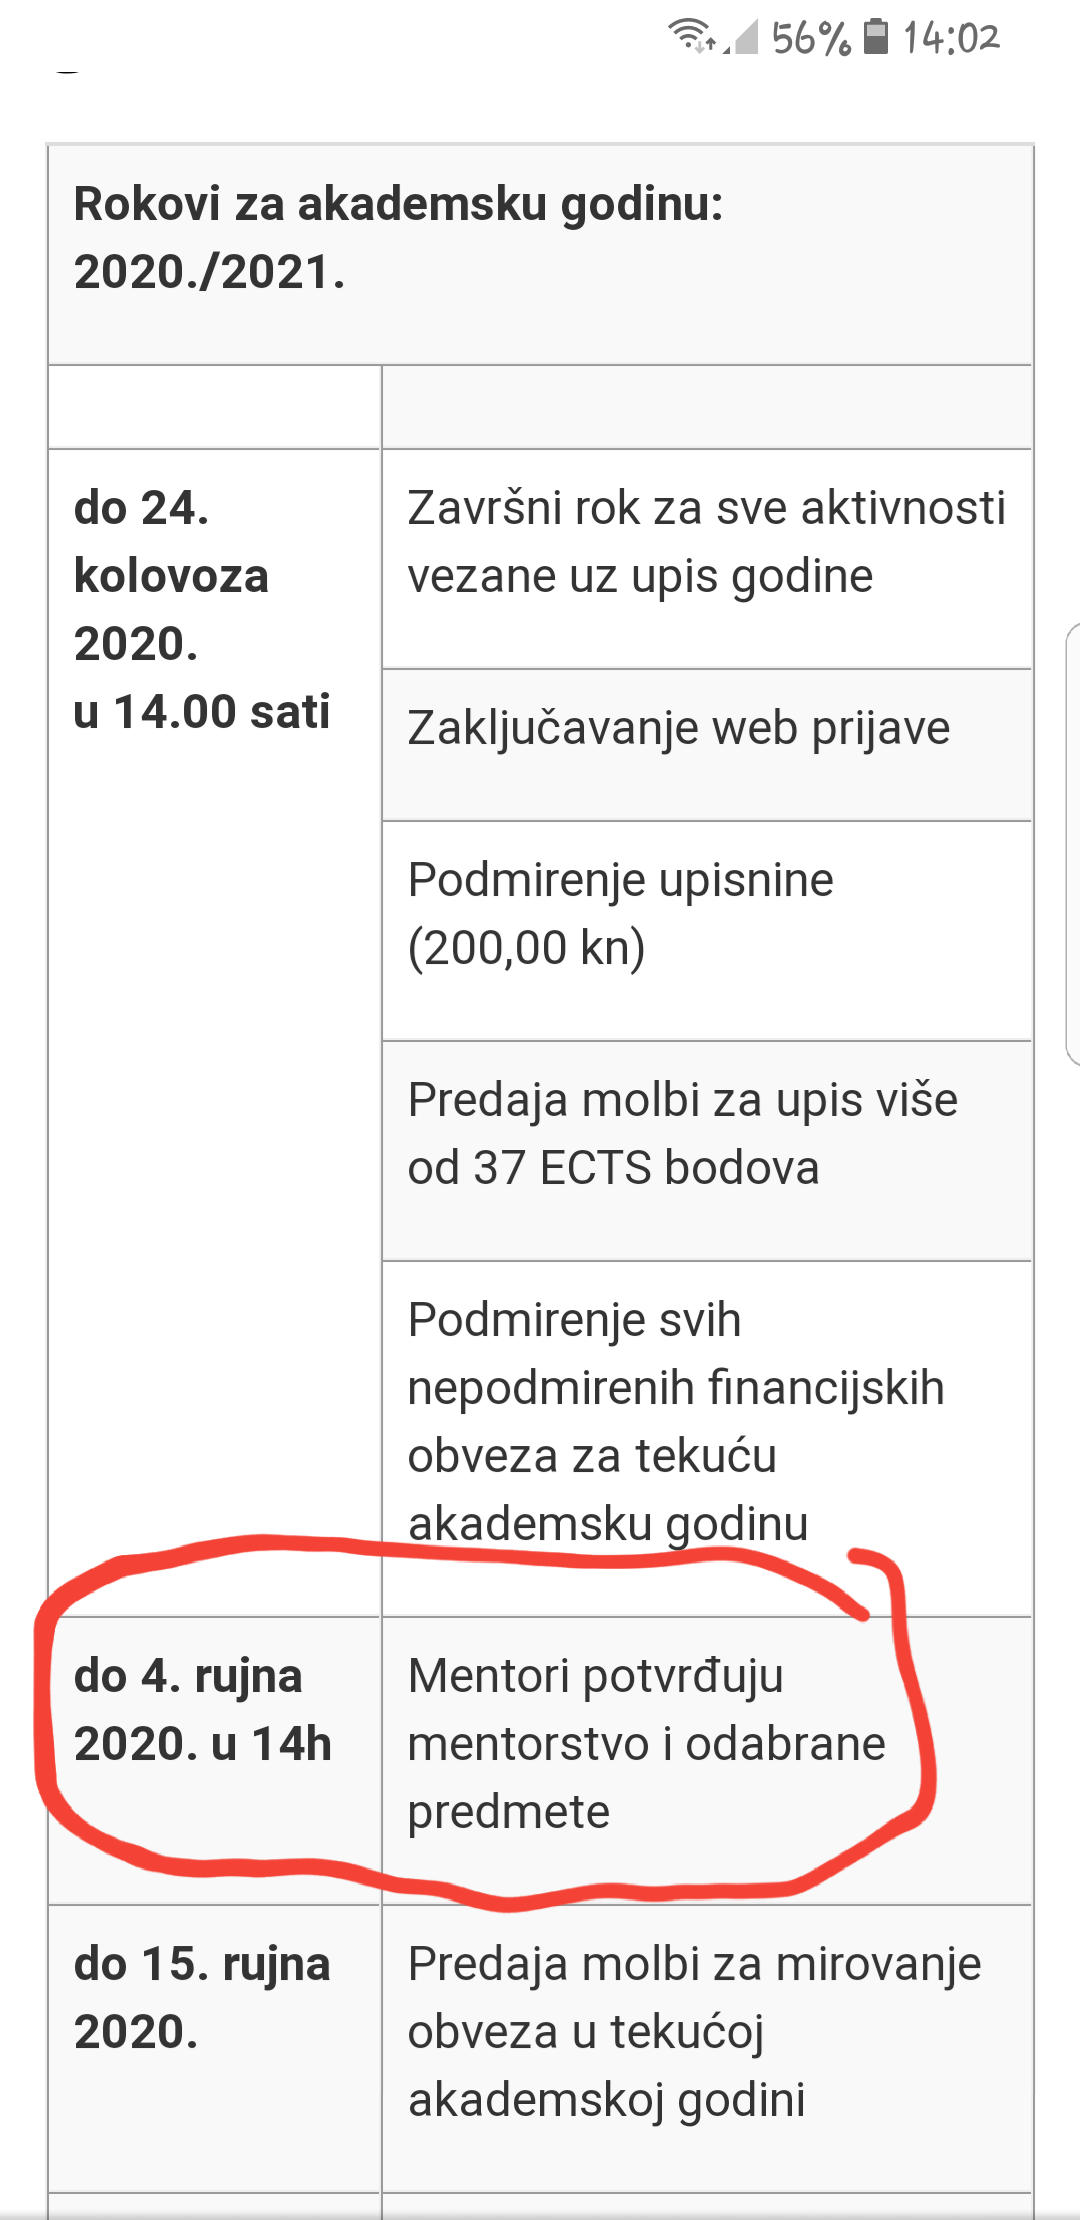 56% 14:02
Rokovi za akademsku godinu:
2020./2021.
do 24.
kolovoza
2020.
u 14.00 sati
Završni rok za sve aktivnosti
vezane uz upis godine
Zaključavanje web prijave
Podmirenje upisnine
(200,00 kn)
Predaja molbi za upis više
od 37 ECTS bodova
Podmirenje svih
nepodmirenih financijskih
obveza za tekuću
akademsku godinu
do 4. rujna
2020. u 14h
Mentori potvrđuju
mentorstvo i odabrane
predmete
do 15. rujna
2020.
Predaja molbi za mirovanje
obveza u tekućoj
akademskoj godini